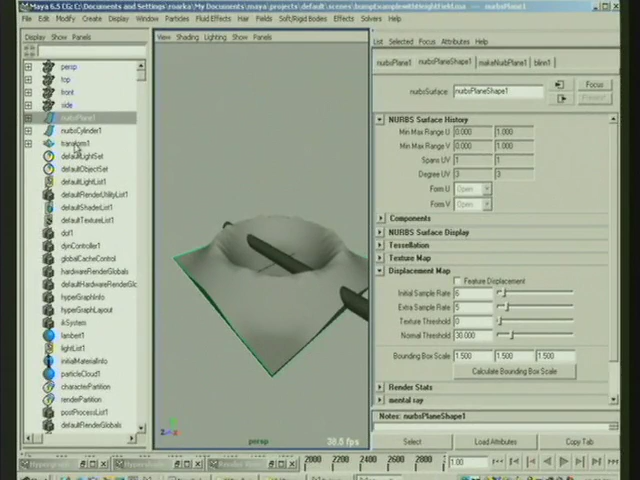 Maya 6.5 C:\Documents and Settings\roarka\My Documents\maya\projects\default\scenes\ -- nurbsPlane1
File Edit Modify Create Display Window Particles Fluid Effects Hair Fields Soft/Rigid Bodies Effects Solvers
Display Show Panels
persp
top
front
side
nurbsPlane1
nurbsCylinder1
transform1
defaultLightSet
defaultObjectSet
defaultLightList1
defaultRenderUtilityList1
defaultShaderList1
defaultTextureList1
dof1
dynController1
globalCacheControl
hardwareRenderGlobals
defaultHardwareRenderGlo
hyperGraphInfo
hyperGraphLayout
ikSystem
lambert1
lightList1
initialMaterialInfo
particleCloud1
characterPartition
renderPartition
postProcessList1
defaultRenderGlobals
View Shading Lighting Show Panels
persp
38.5 fps
List Selected Focus Attributes Help
nurbsPlane1 nurbsPlaneShape1 makeNurbPlane1 blinn1
nurbsSurface: nurbsPlaneShape1
Focus
Presets
NURBS Surface History
Min Max Range U 0.000 1.000
Min Max Range V 0.000 1.000
Spans UV 1 1
Degree UV 3 3
Form U Open
Form V Open
Components
NURBS Surface Display
Tessellation
Texture Map
Displacement Map
Feature Displacement
Initial Sample Rate 6
Extra Sample Rate 5
Texture Threshold 0
Normal Threshold 30.000
Bounding Box Scale 1.500 1.500 1.500
Calculate Bounding Box Scale
Render Stats
mental ray
Notes: nurbsPlaneShape1
Select Load Attributes Copy Tab
2000 2200 2400 2600 2800
1.00